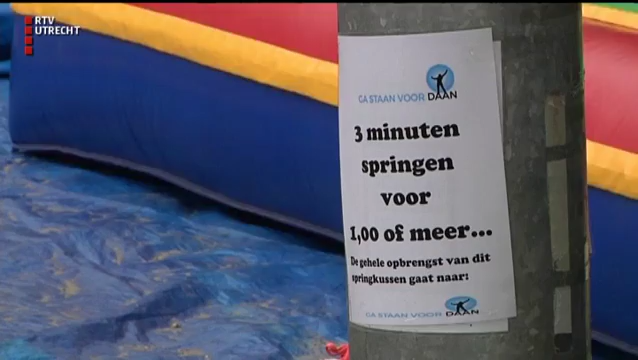 RTV
UTRECHT
GA STAAN VOOR DAAN
3 minuten
springen
voor
1,00 of meer...
De gehele opbrengst van dit
springkussen gaat naar:
GA STAAN VOOR DAAN